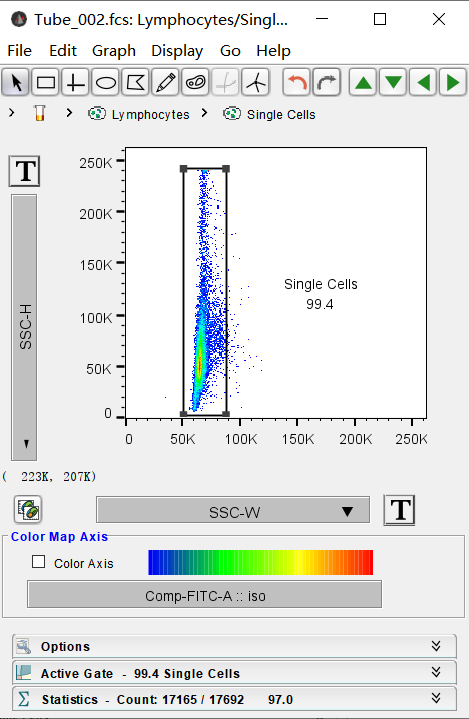 Tube_002.fcs: Lymphocytes/Singl...
File Edit Graph Display Go Help
T
> > Lymphocytes > Single Cells
T
250K
200K
150K
100K
50K
0
SSC-H
Single Cells
99.4
0 50K 100K 150K 200K 250K
( 223K, 207K)
SSC-W T
Color Map Axis
Color Axis
Comp-FITC-A :: iso
Options
Active Gate - 99.4 Single Cells
Σ Statistics - Count: 17165 / 17692 97.0